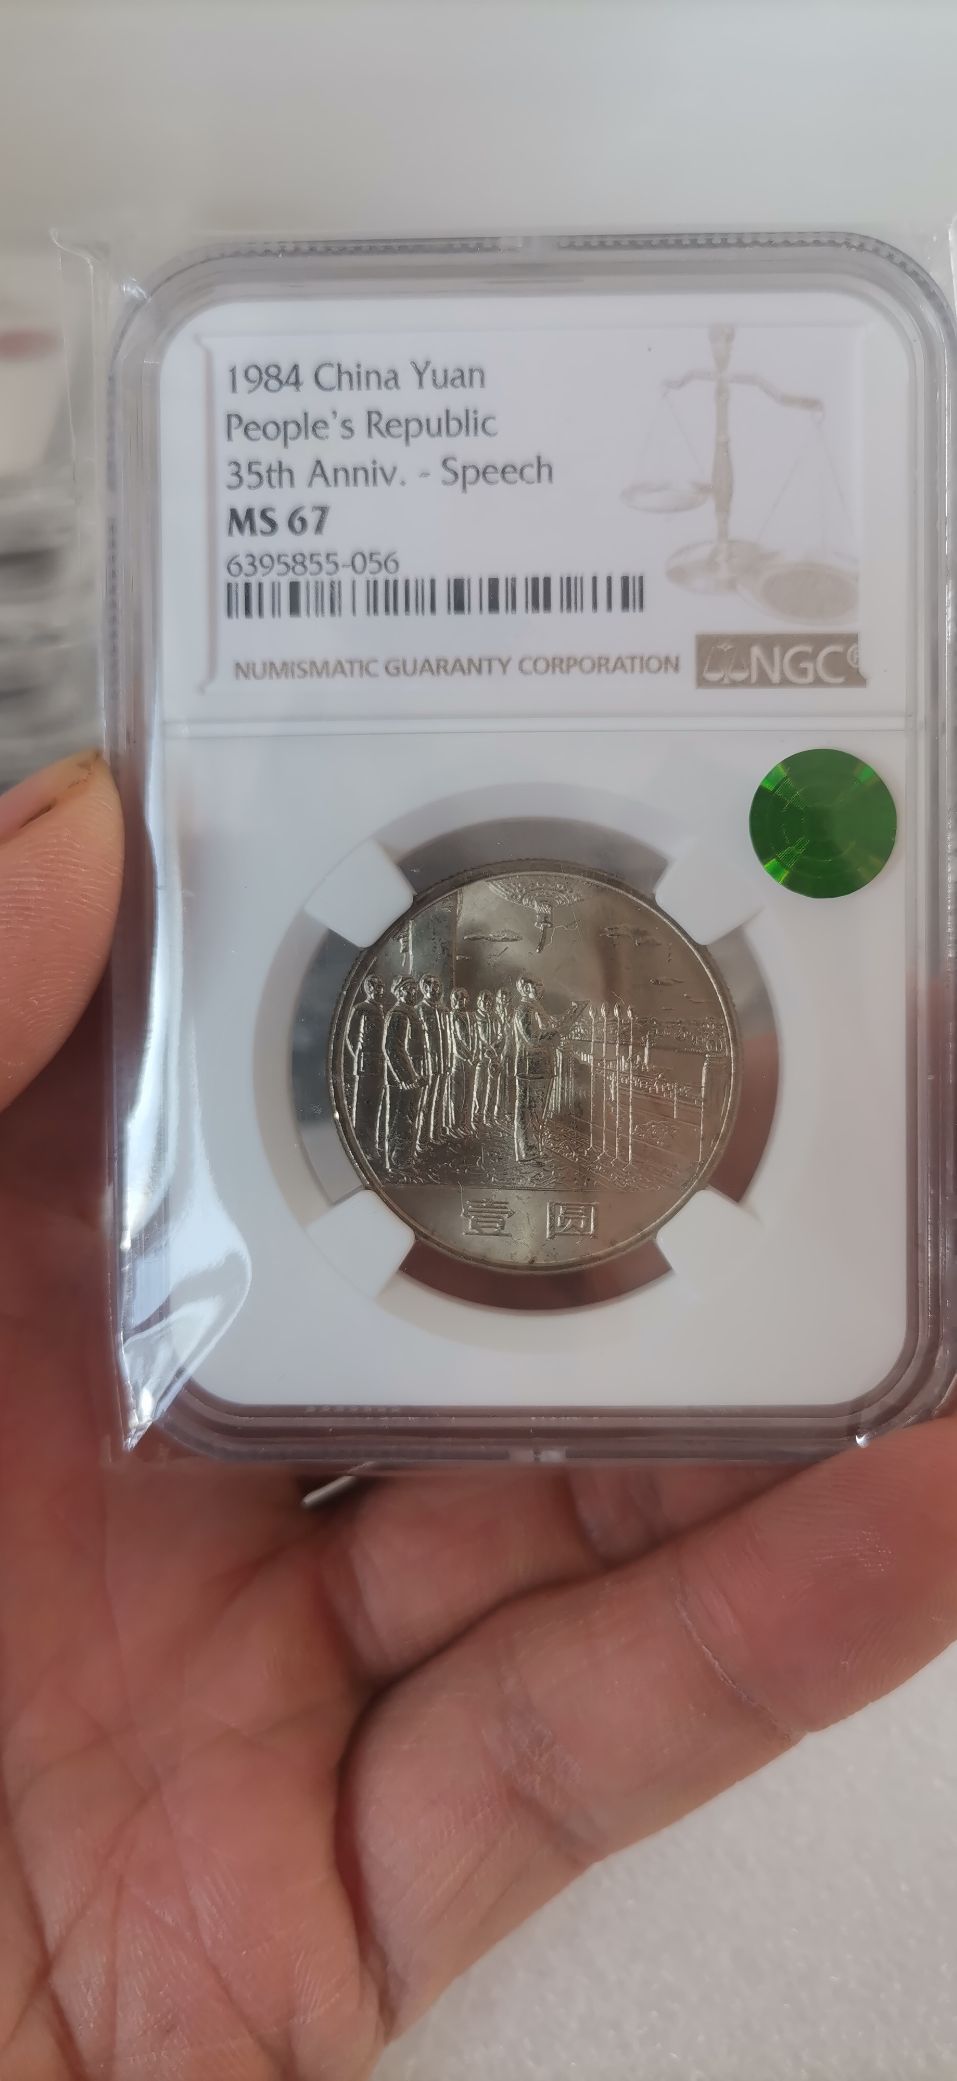 1984 China Yuan
People's Republic
35th Anniv. - Speech
MS 67
6395855-056
NUMISMATIC GUARANTY CORPORATION NGC®
壹圆